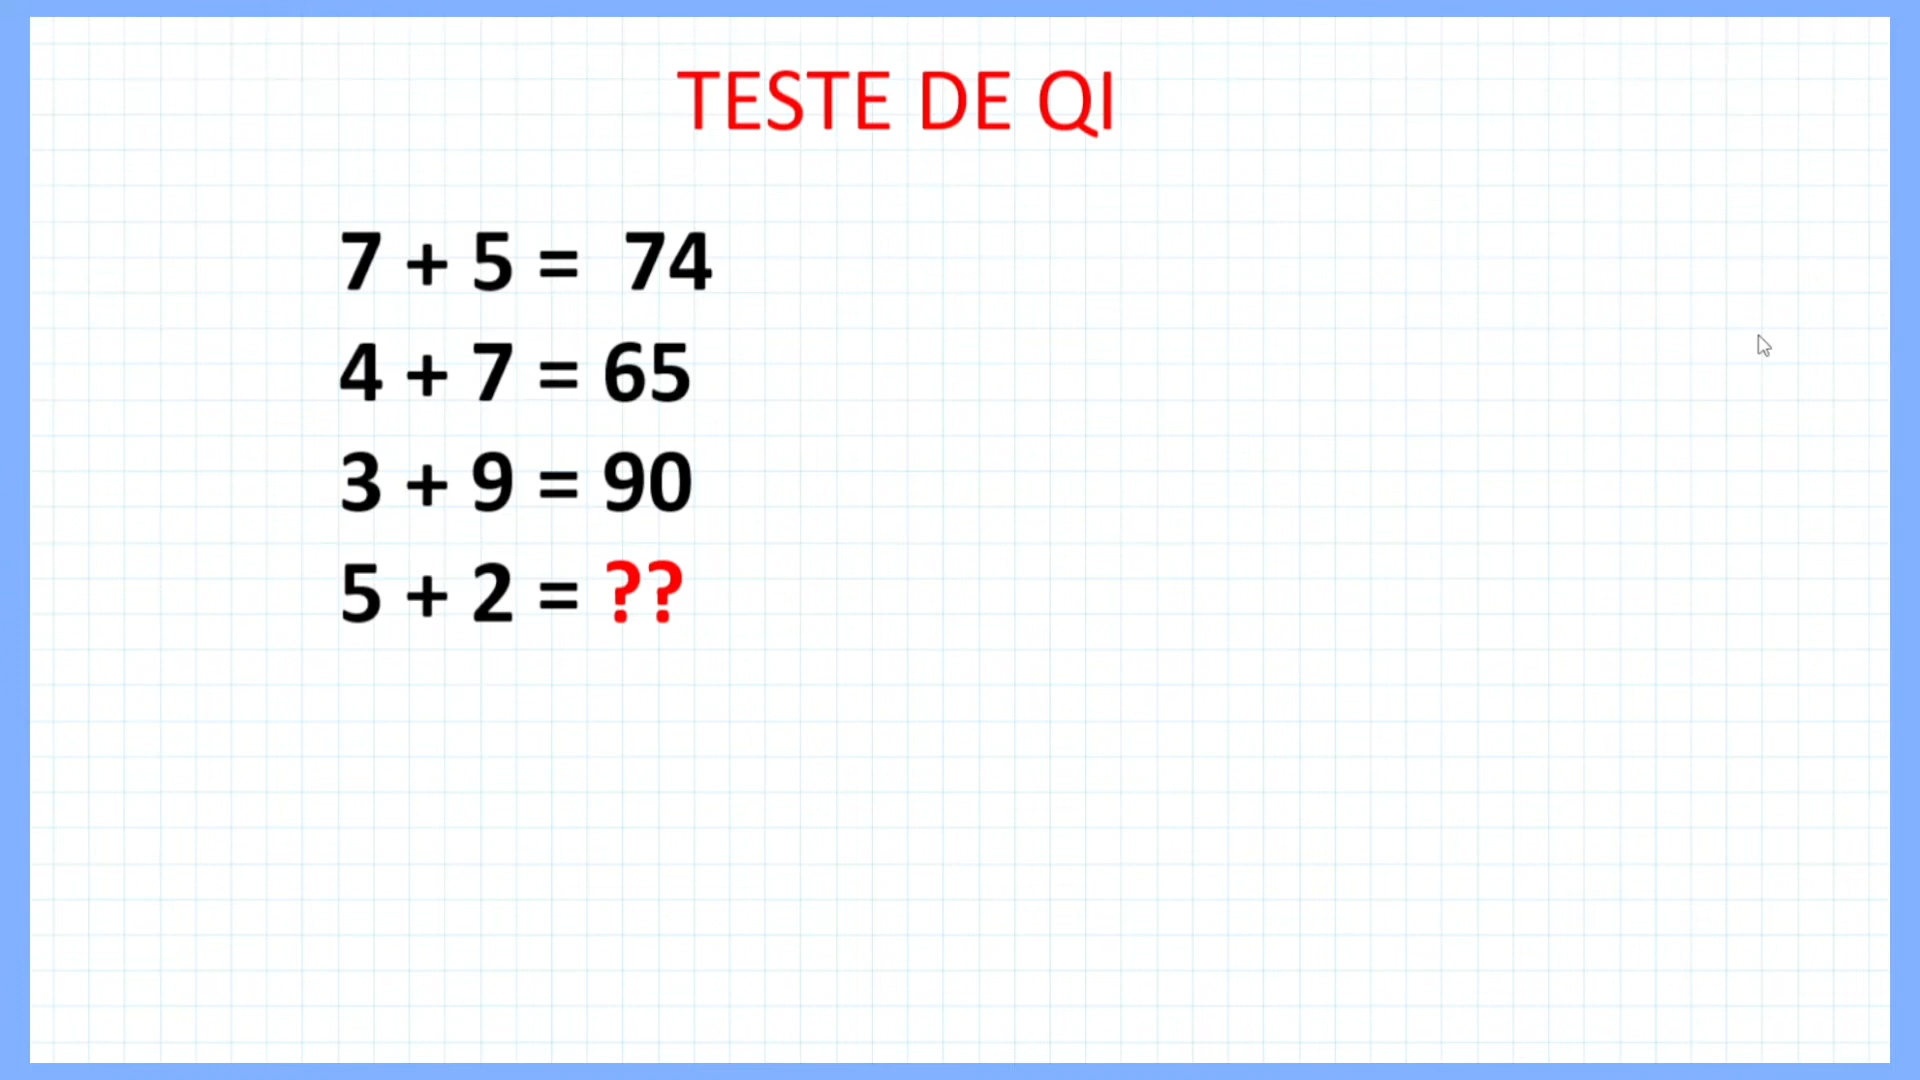 TESTE DE QI
7 + 5 = 74
4 + 7 = 65
3 + 9 = 90
5 + 2 = ??